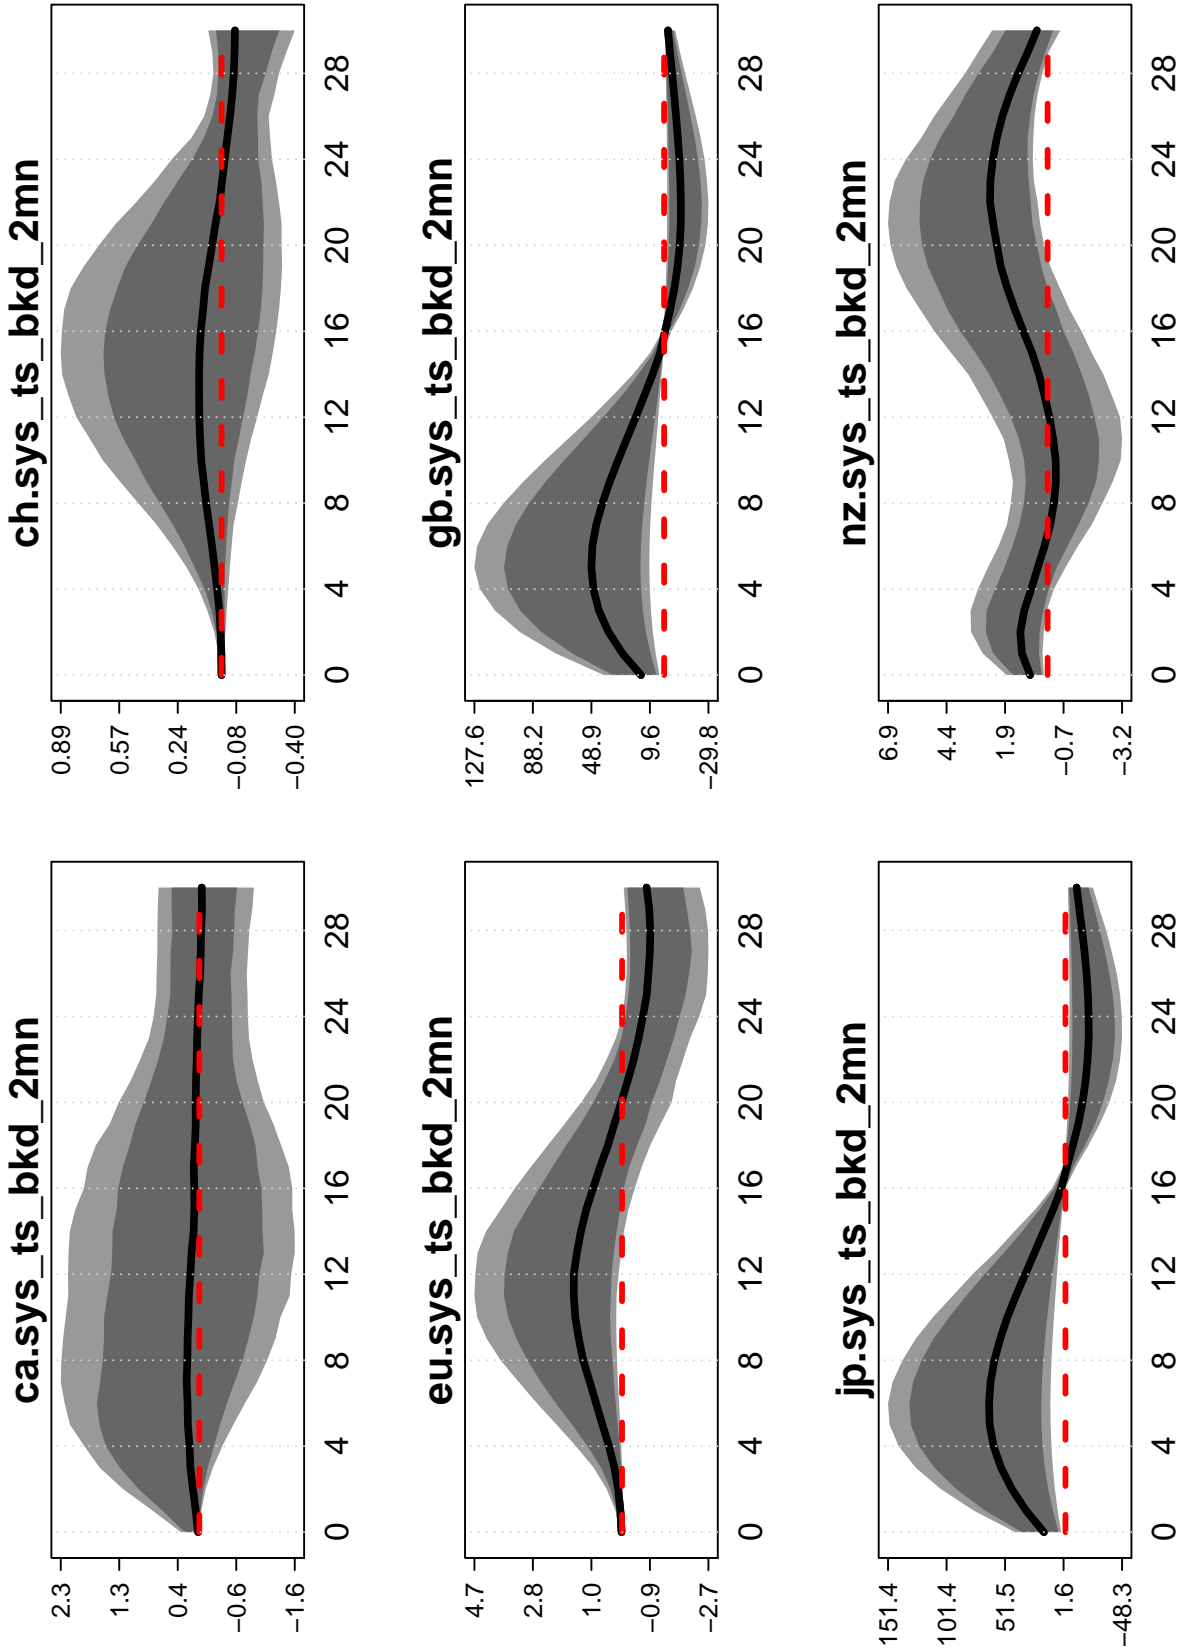 ca.sys_ts_bkd_2mn
2.3
1.3
0.4
−0.6
−1.6
0 4 8 12 16 20 24 28
ch.sys_ts_bkd_2mn
0.89
0.57
0.24
−0.08
−0.40
0 4 8 12 16 20 24 28
eu.sys_ts_bkd_2mn
4.7
2.8
1.0
−0.9
−2.7
0 4 8 12 16 20 24 28
gb.sys_ts_bkd_2mn
127.6
88.2
48.9
9.6
−29.8
0 4 8 12 16 20 24 28
jp.sys_ts_bkd_2mn
151.4
101.4
51.5
1.6
−48.3
0 4 8 12 16 20 24 28
nz.sys_ts_bkd_2mn
6.9
4.4
1.9
−0.7
−3.2
0 4 8 12 16 20 24 28